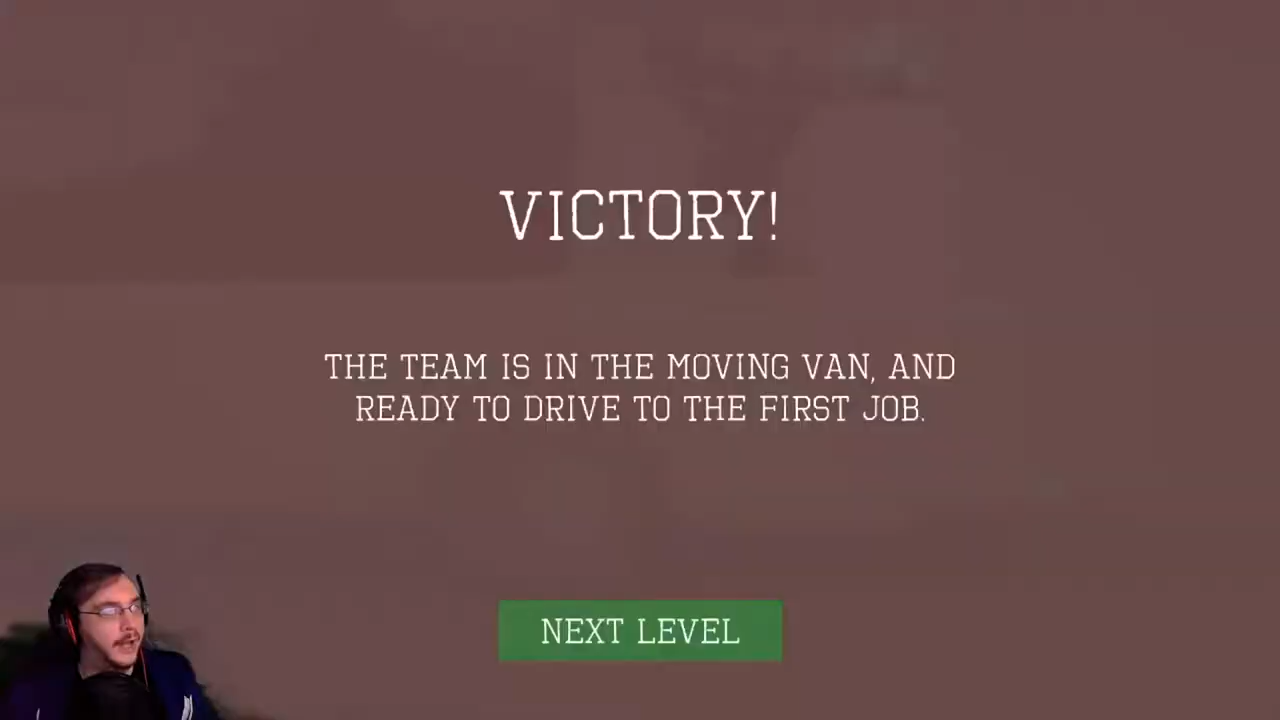 VICTORY!
THE TEAM IS IN THE MOVING VAN, AND
READY TO DRIVE TO THE FIRST JOB.
NEXT LEVEL